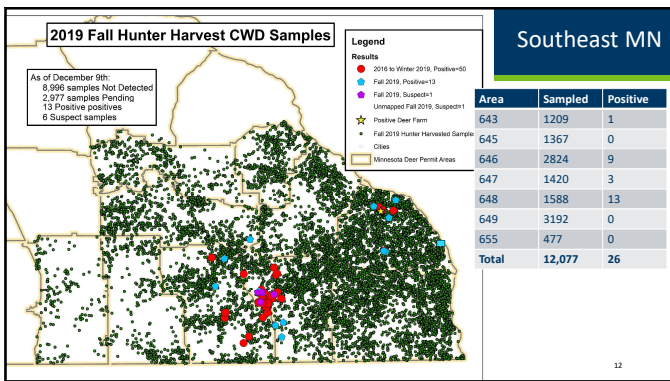 2019 Fall Hunter Harvest CWD Samples
As of December 9th:
8,996 samples Not Detected
2,977 samples Pending
13 Positive positives
6 Suspect samples
Legend
Results
2016 to Winter 2019, Positive=50
Fall 2019, Positive=13
Fall 2019, Suspect=1
Unmapped Fall 2019, Suspect=1
Positive Deer Farm
Fall 2019 Hunter Harvested Samples
Cities
Minnesota Deer Permit Areas
Southeast MN
Area Sampled Positive
643 1209 1
645 1367 0
646 2824 9
647 1420 3
648 1588 13
649 3192 0
655 477 0
Total 12,077 26
12